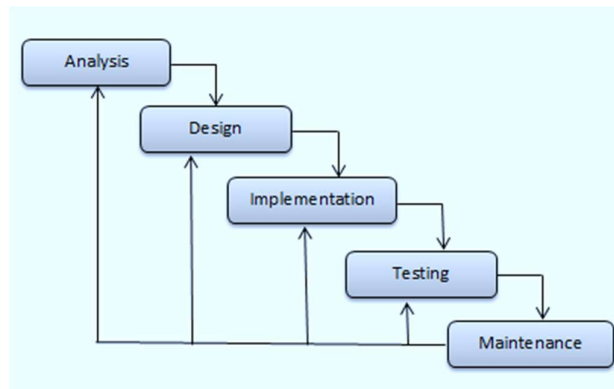 Analysis
Design
Implementation
Testing
Maintenance